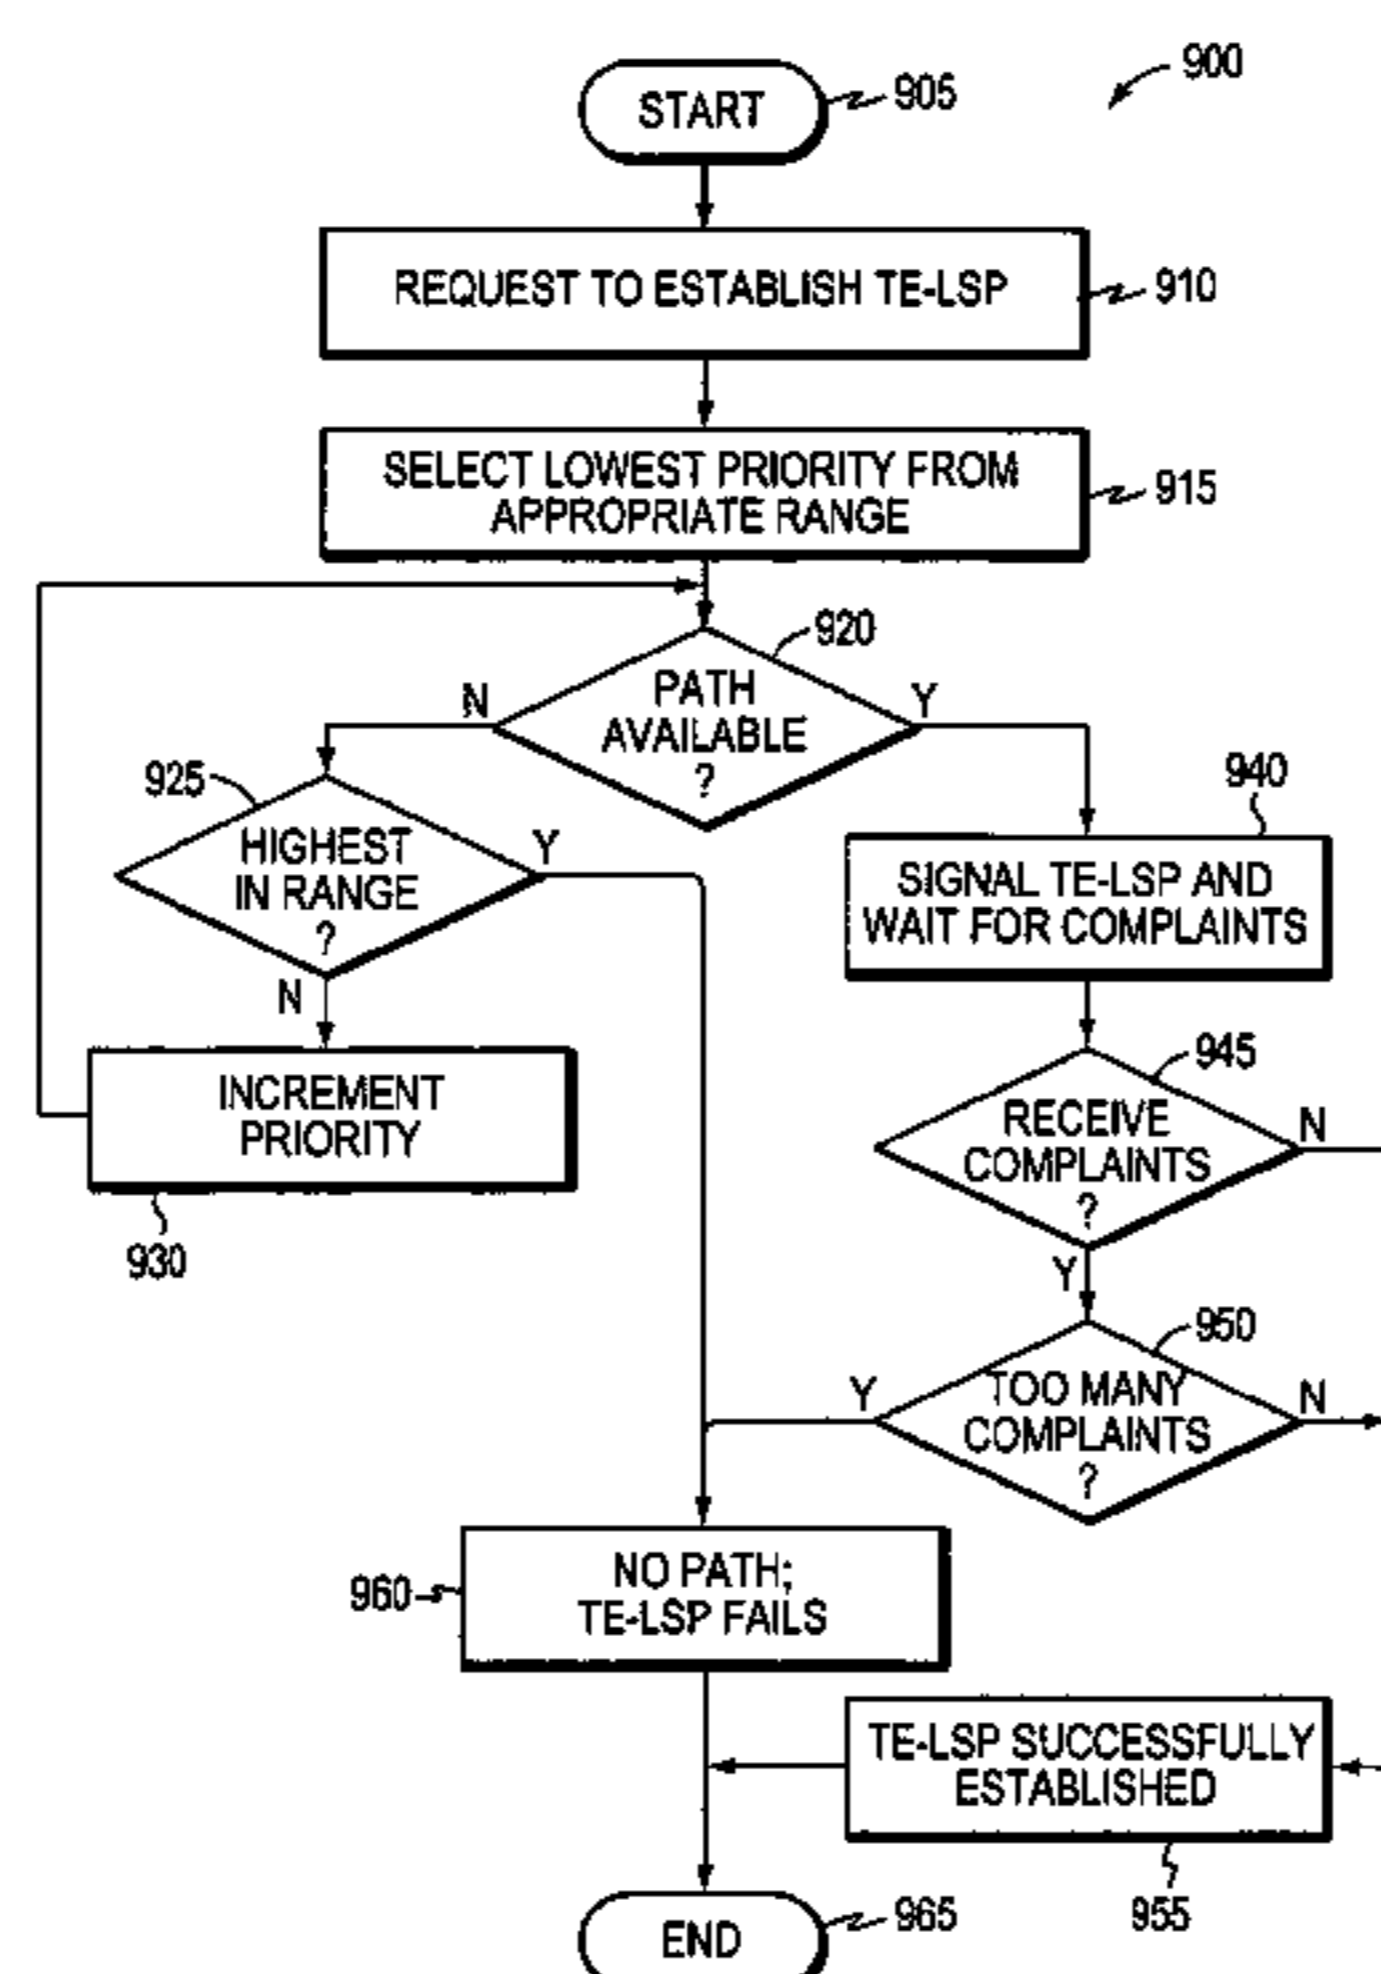 900
START
905
REQUEST TO ESTABLISH TE-LSP
910
SELECT LOWEST PRIORITY FROM
APPROPRIATE RANGE
915
920
PATH
AVAILABLE
?
N
Y
925
HIGHEST
IN RANGE
?
Y
N
940
SIGNAL TE-LSP AND
WAIT FOR COMPLAINTS
INCREMENT
PRIORITY
930
945
RECEIVE
COMPLAINTS
?
N
Y
950
TOO MANY
COMPLAINTS
?
Y
N
NO PATH;
TE-LSP FAILS
960
TE-LSP SUCCESSFULLY
ESTABLISHED
955
END
965